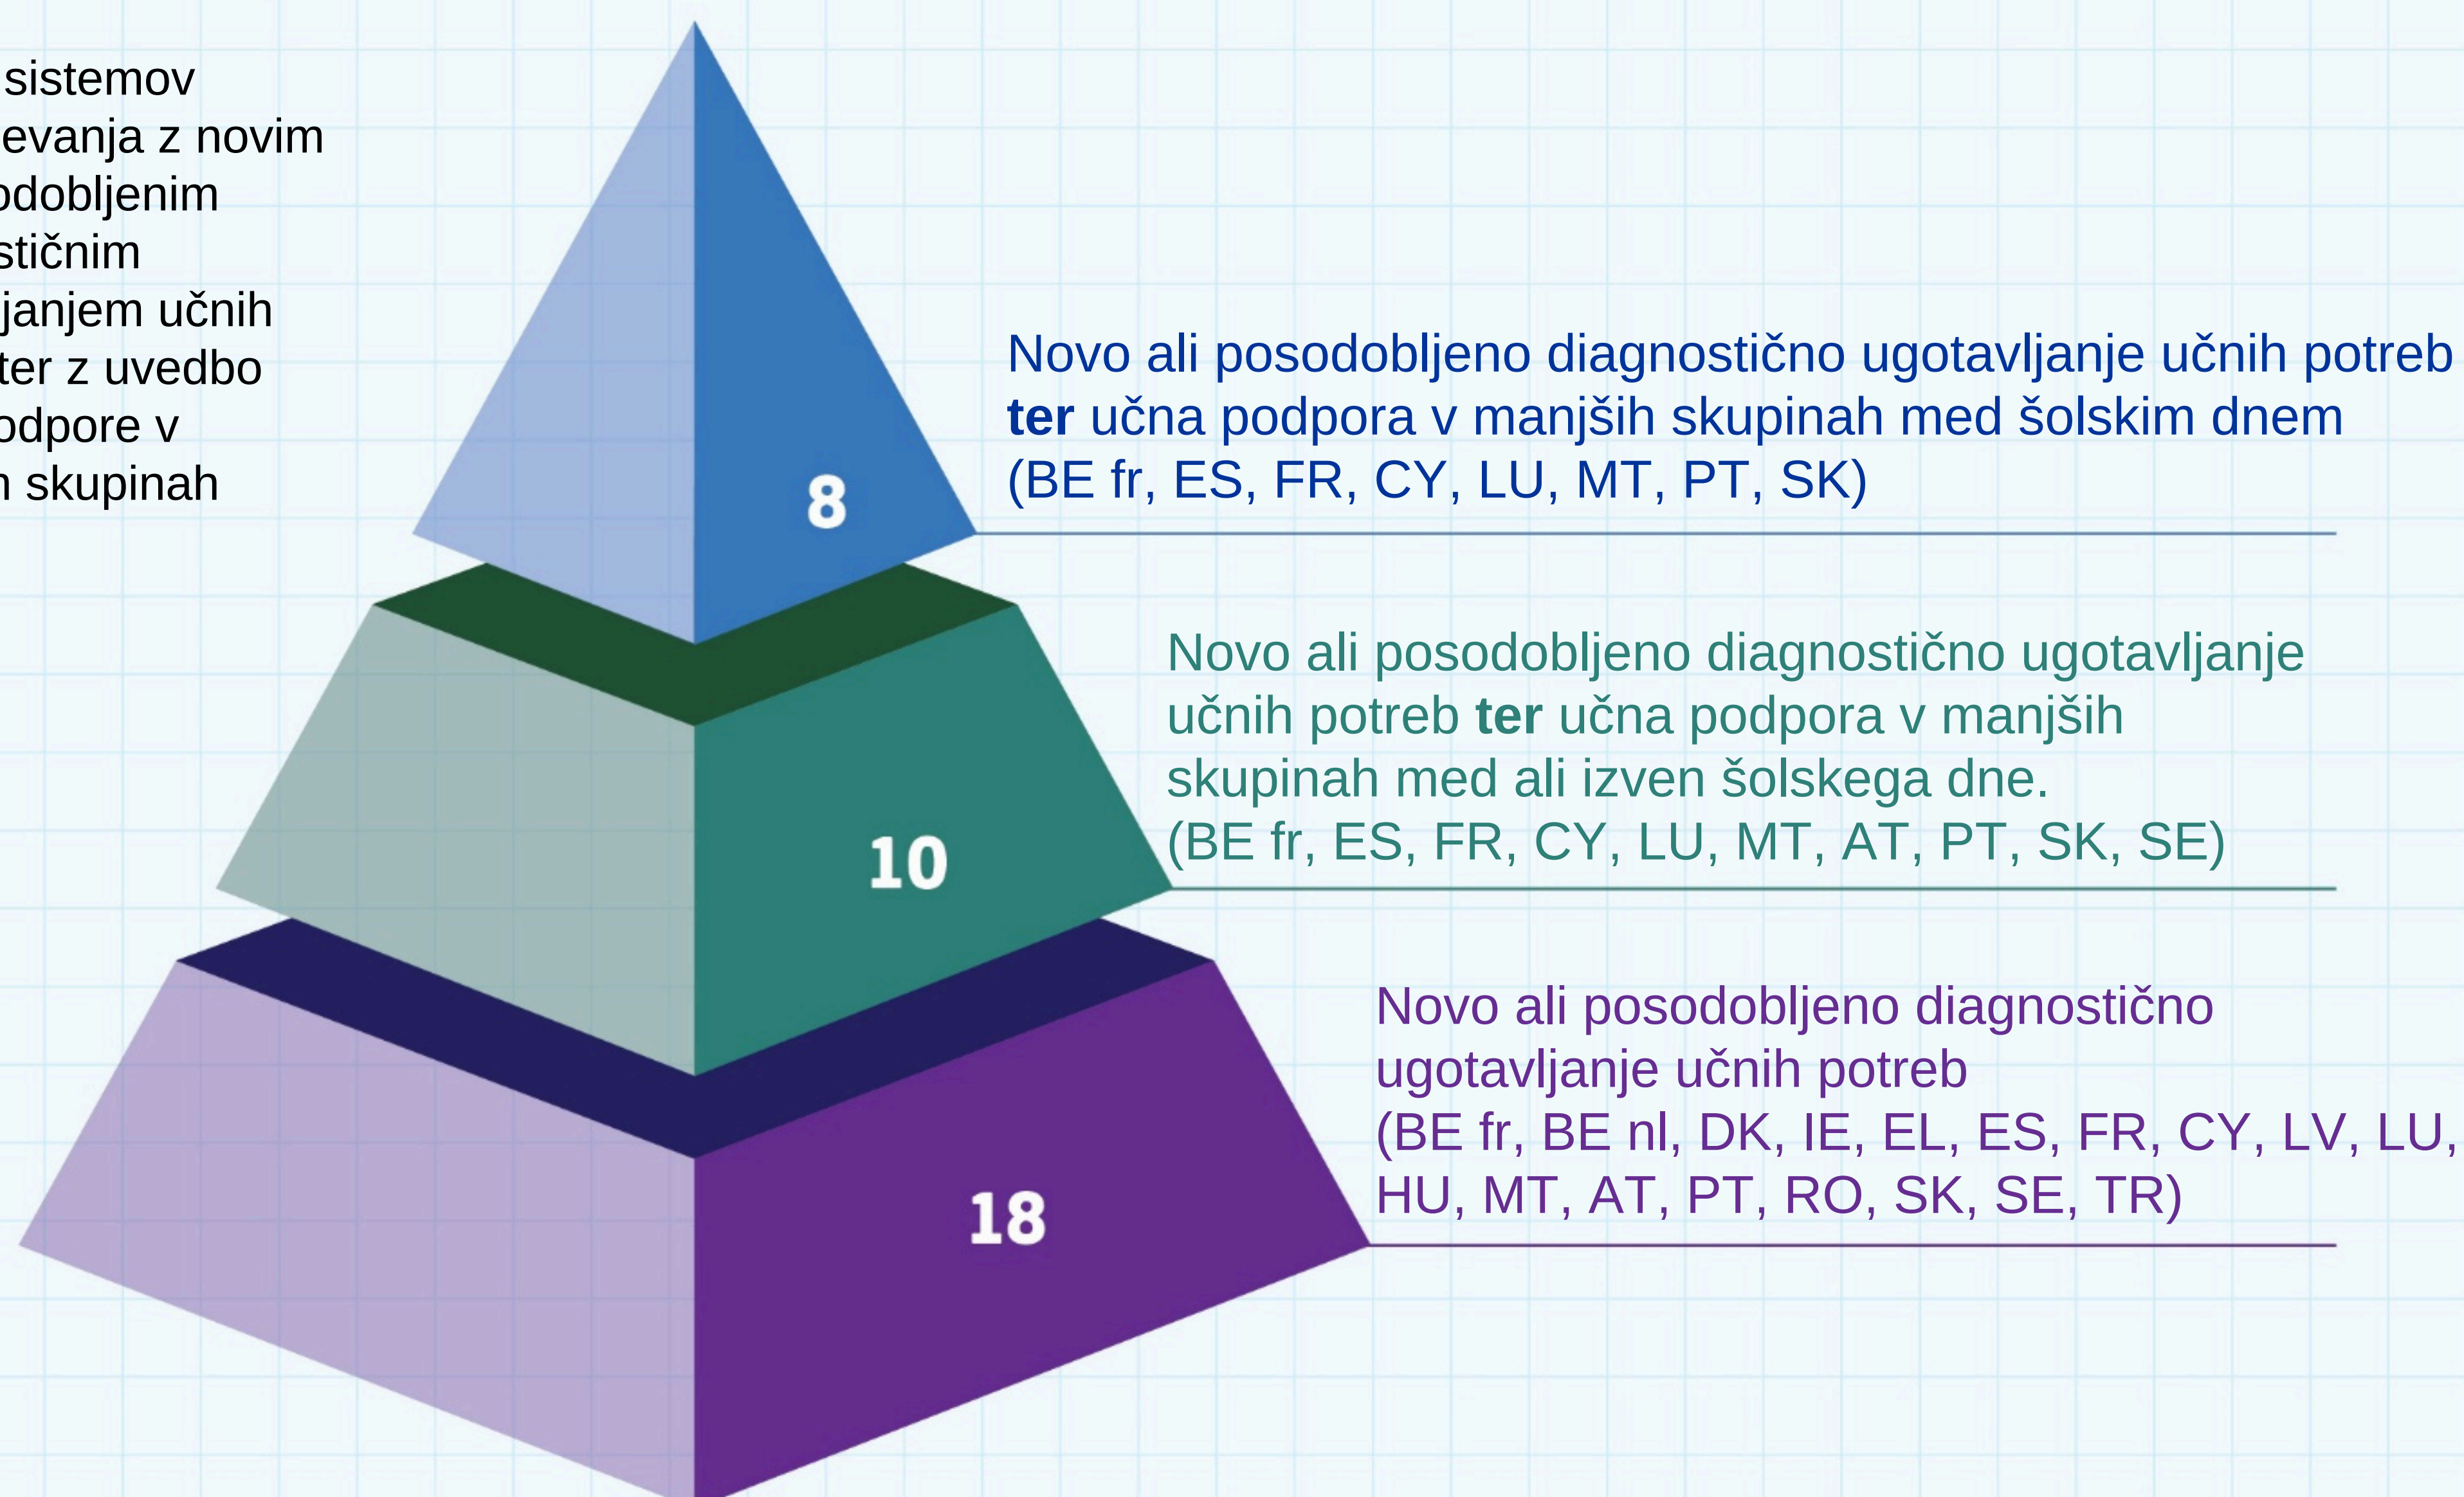 sistemov
evanja z novim
odobljenim
stičnim
janjem učnih
ter z uvedbo
odpore v
skupinah
Novo ali posodobljeno diagnostično ugotavljanje učnih potreb
ter učna podpora v manjših skupinah med šolskim dnem
(BE fr, ES, FR, CY, LU, MT, PT, SK)
8
Novo ali posodobljeno diagnostično ugotavljanje
učnih potreb ter učna podpora v manjših
skupinah med ali izven šolskega dne.
(BE fr, ES, FR, CY, LU, MT, AT, PT, SK, SE)
10
Novo ali posodobljeno diagnostično
ugotavljanje učnih potreb
(BE fr, BE nl, DK, IE, EL, ES, FR, CY, LV, LU,
HU, MT, AT, PT, RO, SK, SE, TR)
18